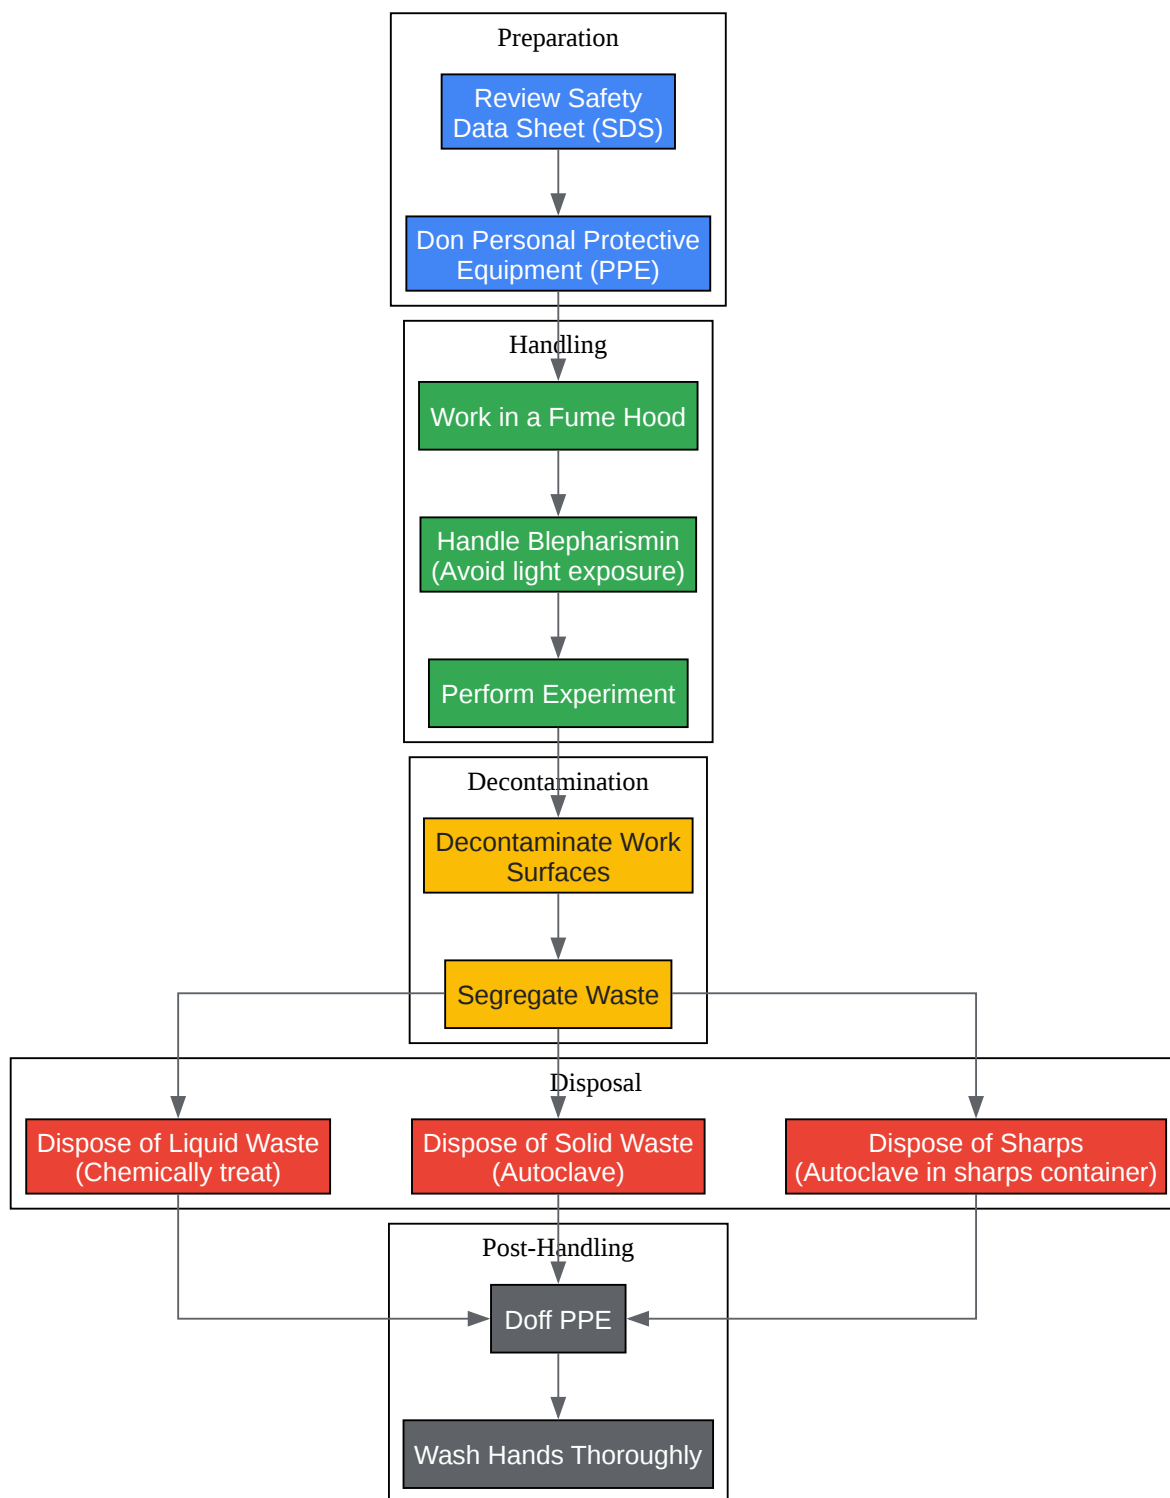 Preparation
Review Safety
Data Sheet (SDS)
Don Personal Protective
Equipment (PPE)
Handling
Work in a Fume Hood
Handle Blepharismin
(Avoid light exposure)
Perform Experiment
Decontamination
Decontaminate Work
Surfaces
Segregate Waste
Disposal
Dispose of Liquid Waste
(Chemically treat)
Dispose of Solid Waste
(Autoclave)
Dispose of Sharps
(Autoclave in sharps container)
Post-Handling
Doff PPE
Wash Hands Thoroughly